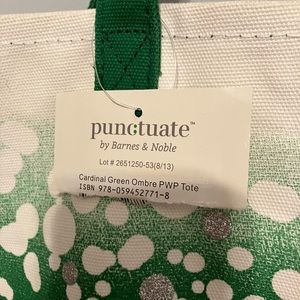 punctuate™
by Barnes & Noble
Lot # 2651250-53(8/13)
Cardinal Green Ombre PWP Tote
ISBN 978-059452771-8